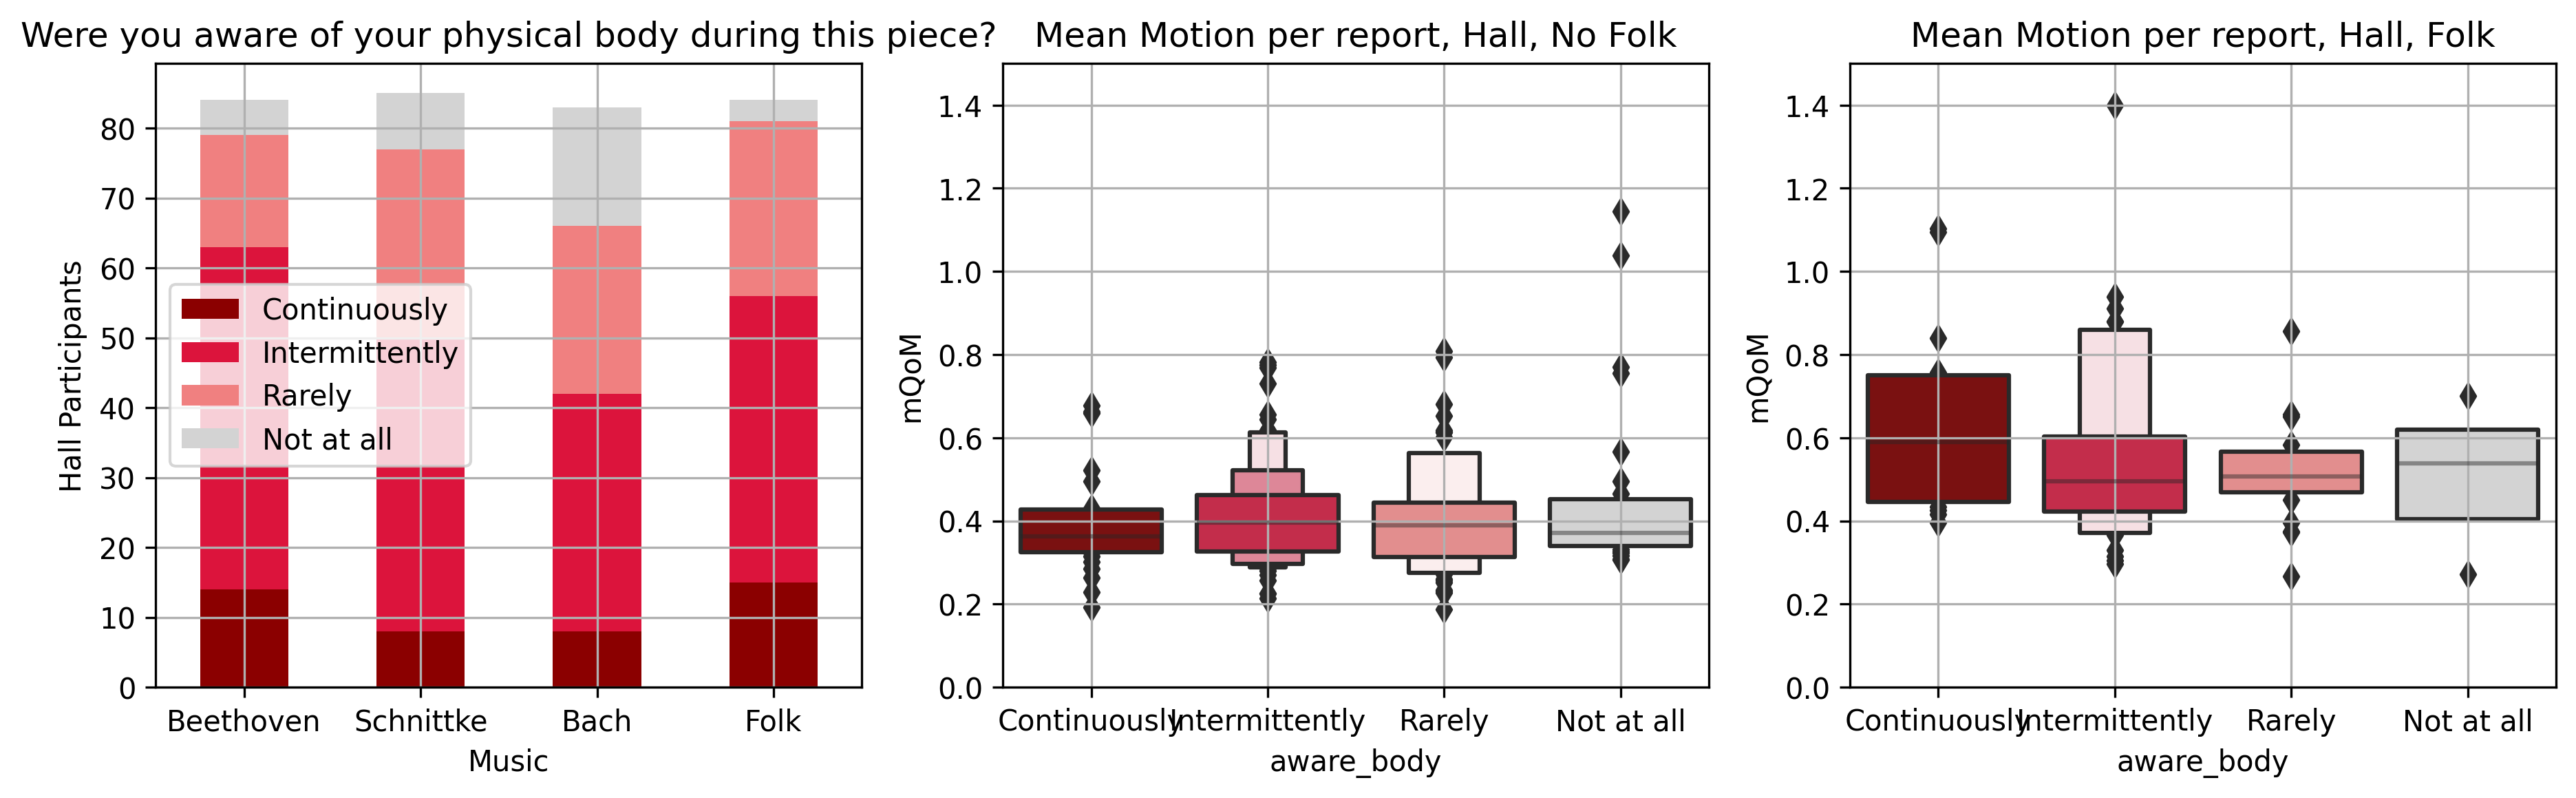 Were you aware of your physical body during this piece?
Hall Participants
80
70
60
50
40
30
20
10
0
Continuously
Intermittently
Rarely
Not at all
Beethoven Schnittke Bach Folk
Music
Mean Motion per report, Hall, No Folk
mQoM
1.4
1.2
1.0
0.8
0.6
0.4
0.2
0.0
Continuously Intermittently Rarely Not at all
aware_body
Mean Motion per report, Hall, Folk
mQoM
1.4
1.2
1.0
0.8
0.6
0.4
0.2
0.0
Continuously Intermittently Rarely Not at all
aware_body